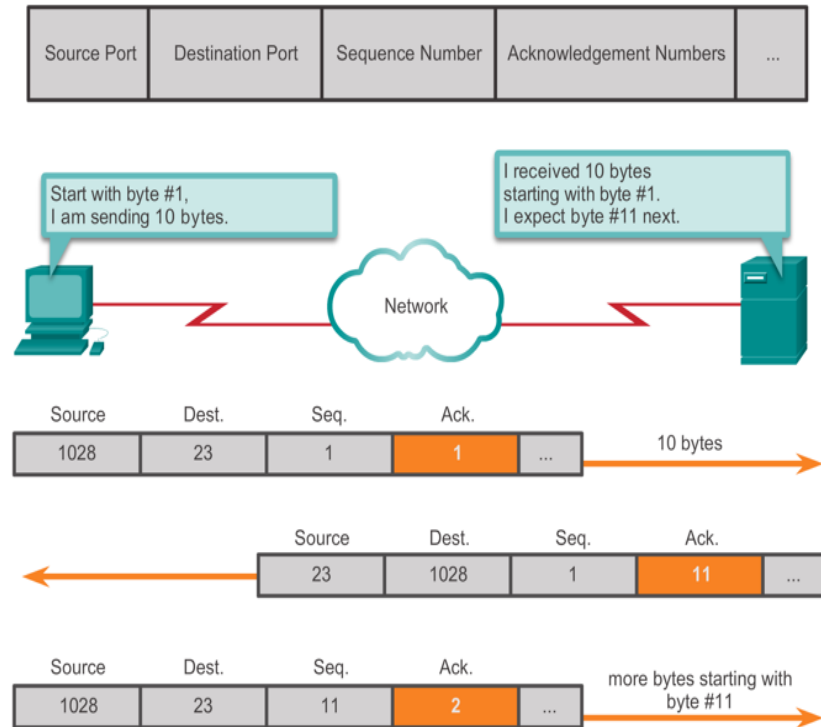 Source Port Destination Port Sequence Number Acknowledgement Numbers ...
Start with byte #1,
I am sending 10 bytes.
I received 10 bytes
starting with byte #1.
I expect byte #11 next.
Network
Source Dest. Seq. Ack.
1028 23 1 1 ...
10 bytes
Source Dest. Seq. Ack.
23 1028 1 11 ...
Source Dest. Seq. Ack.
1028 23 11 2 ...
more bytes starting with
byte #11